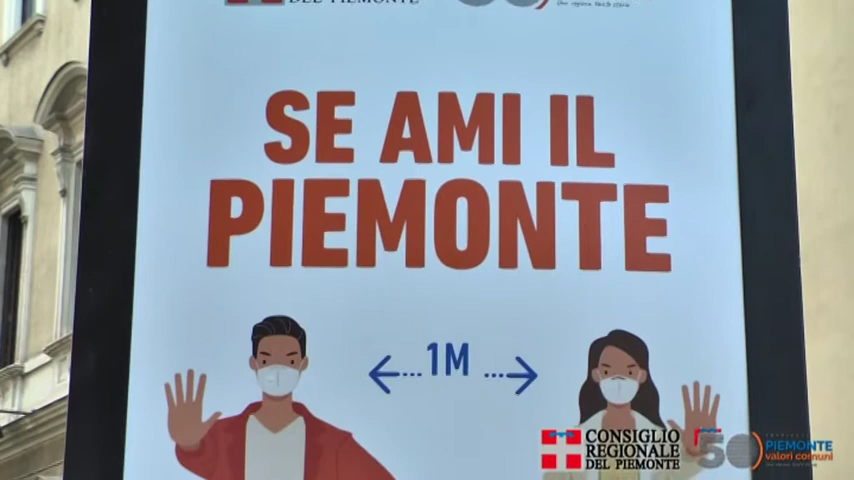 DEL PIEMONTE
SE AMI IL
PIEMONTE
1M
CONSIGLIO
REGIONALE
DEL PIEMONTE
50
PIEMONTE
valori comuni